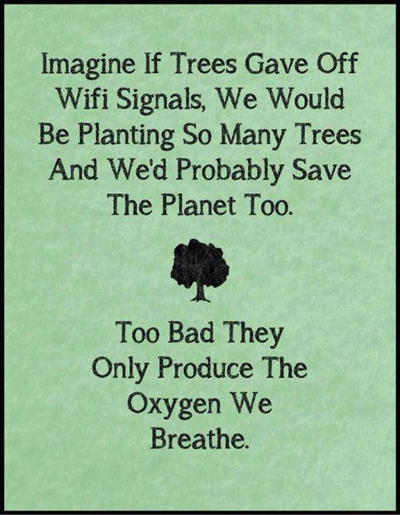 Imagine If Trees Gave Off
Wifi Signals, We Would
Be Planting So Many Trees
And We'd Probably Save
The Planet Too.
Too Bad They
Only Produce The
Oxygen We
Breathe.